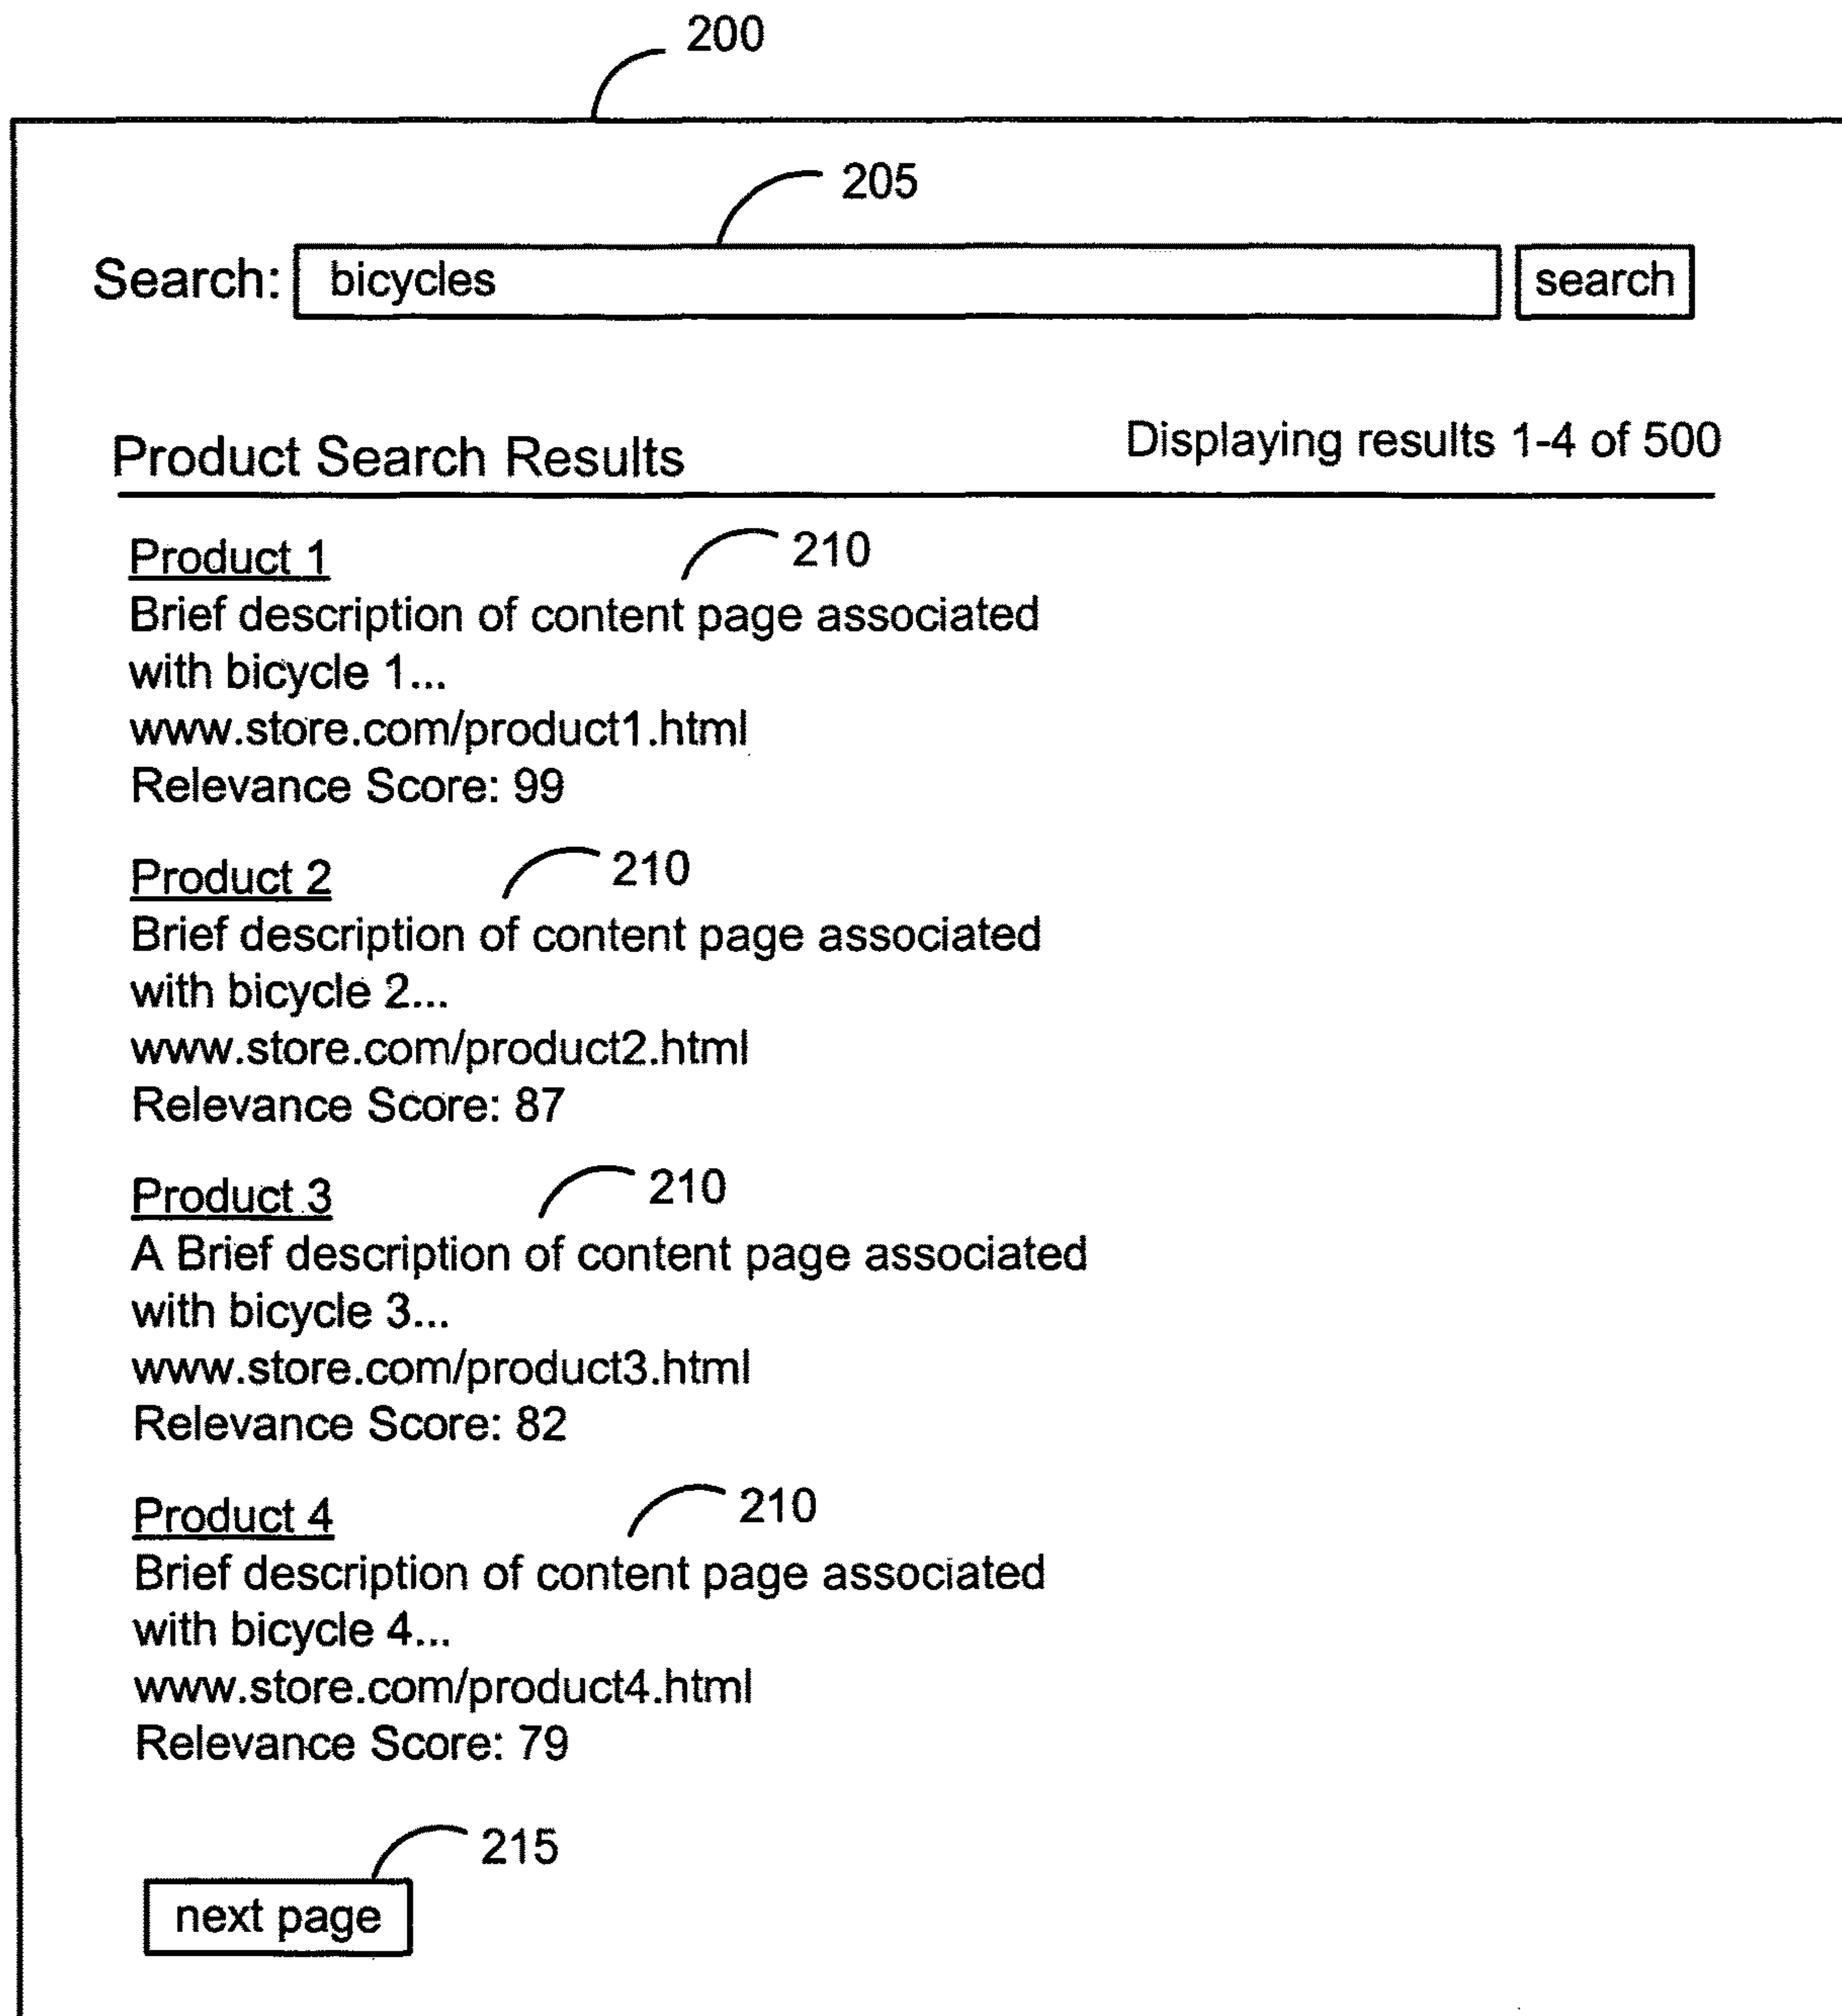 200
205
Search: bicycles search
Product Search Results Displaying results 1-4 of 500
Product 1 210
Brief description of content page associated
with bicycle 1...
www.store.com/product1.html
Relevance Score: 99
Product 2 210
Brief description of content page associated
with bicycle 2...
www.store.com/product2.html
Relevance Score: 87
Product 3 210
A Brief description of content page associated
with bicycle 3...
www.store.com/product3.html
Relevance Score: 82
Product 4 210
Brief description of content page associated
with bicycle 4...
www.store.com/product4.html
Relevance Score: 79
215
next page